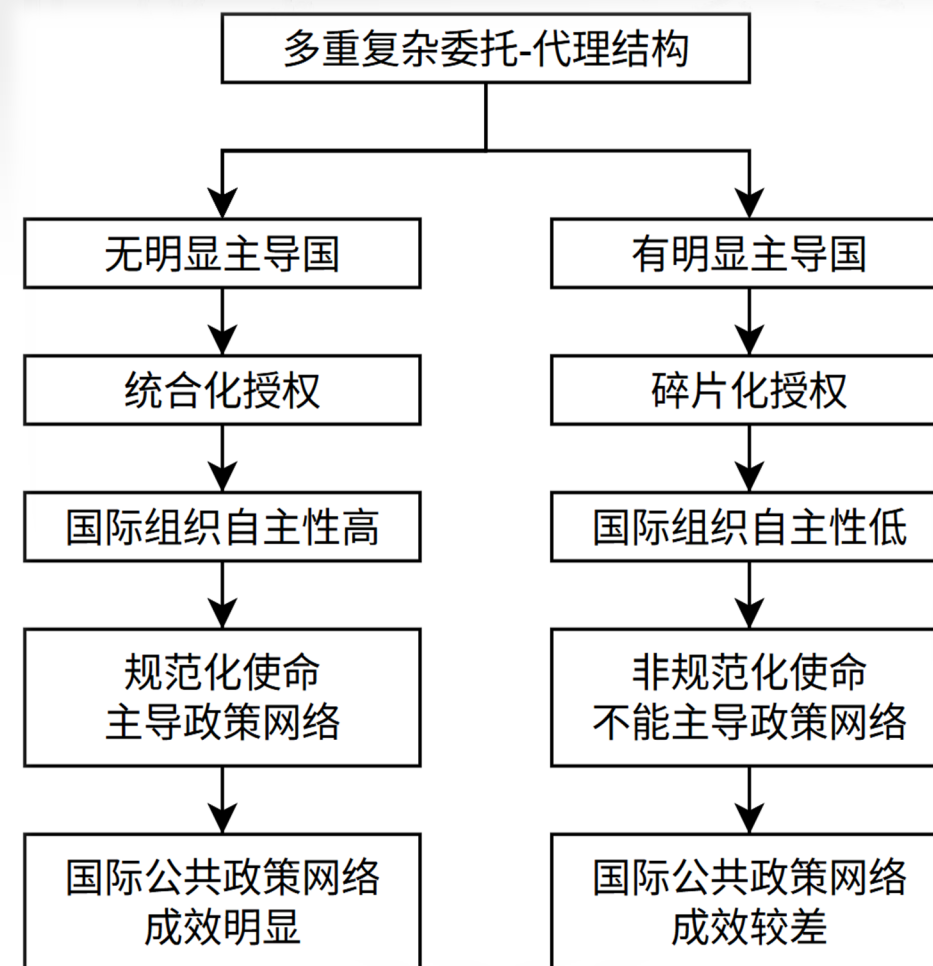 多重复杂委托-代理结构
无明显主导国
有明显主导国
统合化授权
碎片化授权
国际组织自主性高
国际组织自主性低
规范化使命
主导政策网络
非规范化使命
不能主导政策网络
国际公共政策网络
成效明显
国际公共政策网络
成效较差